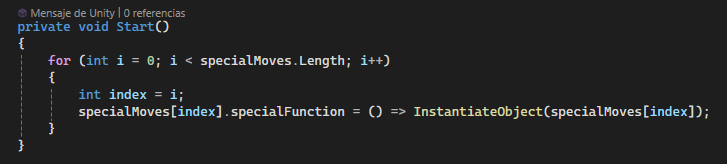 Mensaje de Unity | 0 referencias
private void Start()
{
for (int i = 0; i < specialMoves.Length; i++)
{
int index = i;
specialMoves[index].specialFunction = () => InstantiateObject(specialMoves[index]);
}
}